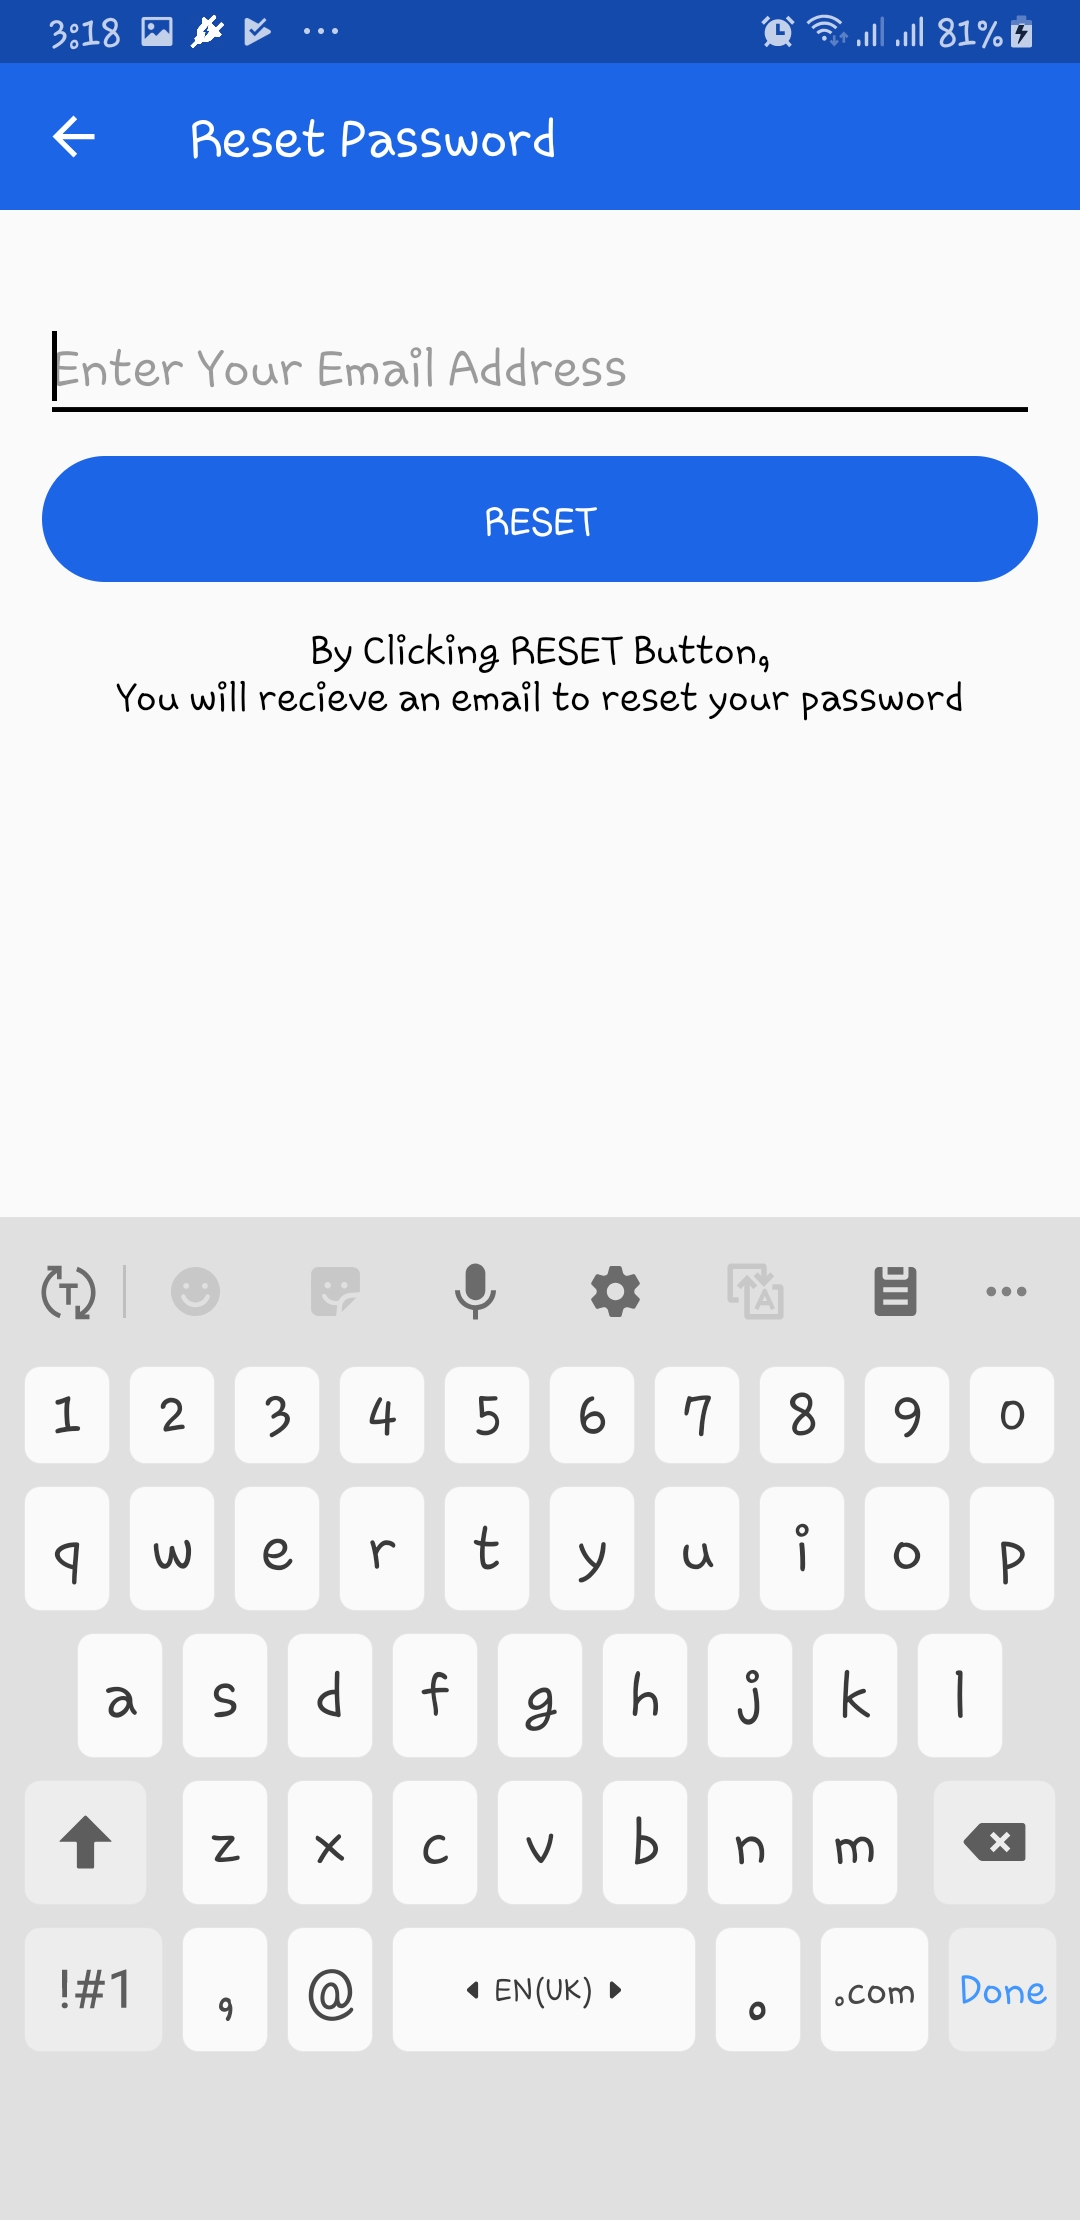 3:18 81%
Reset Password
Enter Your Email Address
RESET
By Clicking RESET Button,
You will recieve an email to reset your password
T A
1 2 3 4 5 6 7 8 9 0
q w e r t y u i o p
a s d f g h j k l
z x c v b n m
!#1 , @ EN(UK) . .com Done